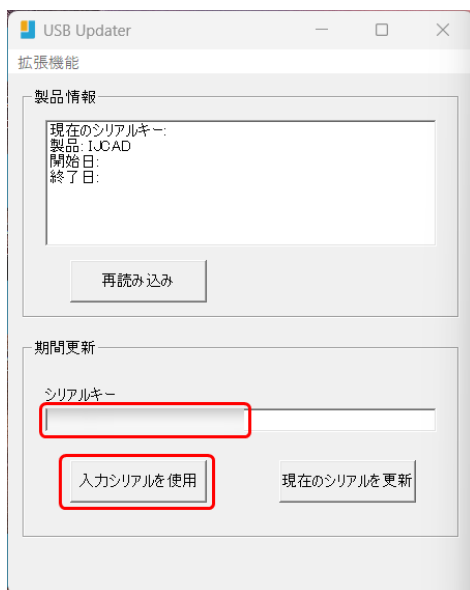 USB Updater
拡張機能
製品情報
現在のシリアルキー:
製品: IJCAD
開始日:
終了日:
再読み込み
期間更新
シリアルキー
入力シリアルを使用
現在のシリアルを更新